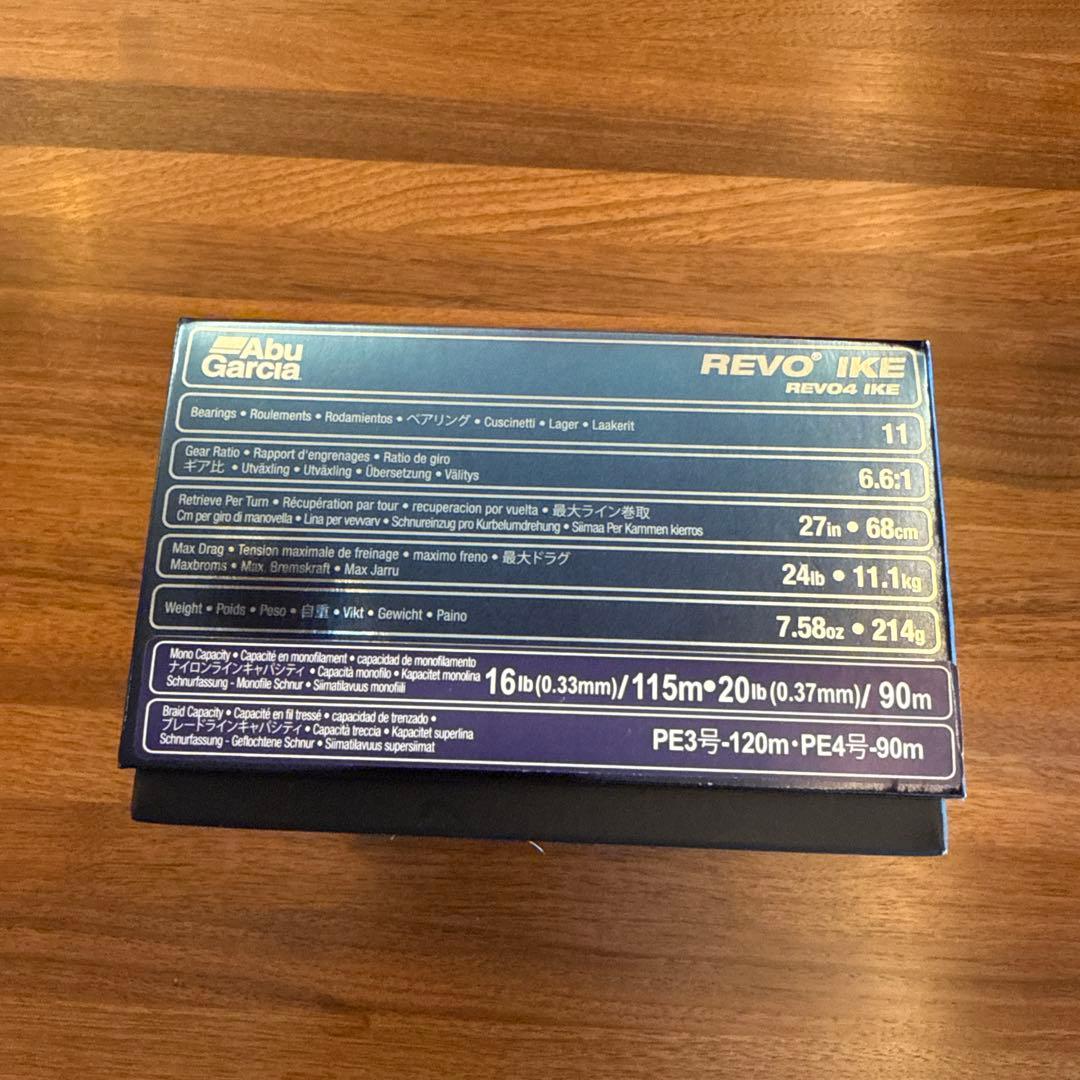 Abu
Garcia
REVO® IKE
REVO4 IKE
Bearings • Roulements • Rodamientos • ベアリング • Cuscinetti • Lager • Laakerit
11
Gear Ratio • Rapport d'engrenages • Ratio de giro
ギア比 • Utväxling • Utväxling • Übersetzung • Välitys
6.6:1
Retrieve Per Turn • Récupération par tour • recuperacion por vuelta • 最大ライン巻取
Cm per giro di manovella • Lina per vevvarv • Schnureinzug pro Kurbelumdrehung • Siimaa Per Kammen kierros
27in • 68cm
Max Drag • Tension maximale de freinage • maximo freno • 最大ドラグ
Maxbroms • Max. Bremskraft • Max Jarru
24lb • 11.1kg
Weight • Poids • Peso • 自重 • Vikt • Gewicht • Paino
7.58oz • 214g
Mono Capacity • Capacité en monofilament • capacidad de monofilamento
ナイロンラインキャパシティ • Capacità monofilo • Kapacitet monolina
Schnurfassung - Monofile Schnur • Siimatilavuus monofiili
16lb(0.33mm)/115m•20lb(0.37mm)/ 90m
Braid Capacity • Capacité en fil tressé • capacidad de trenzado •
ブレードラインキャパシティ • Capacità treccia • Kapacitet superlina
Schnurfassung - Geflochtene Schnur • Siimatilavuus supersiimat
PE3号-120m・PE4号-90m